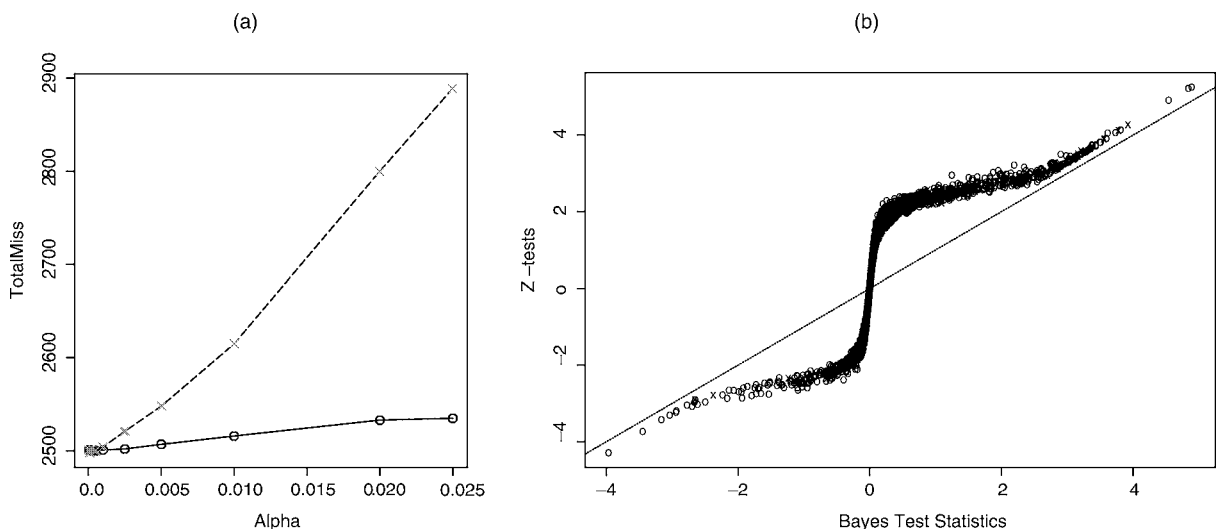 (a)
TotalMiss
2900
2800
2700
2600
2500
0.0 0.005 0.010 0.015 0.020 0.025
Alpha
(b)
Z -tests
4
2
0
−2
−4
−4 −2 0 2 4
Bayes Test Statistics